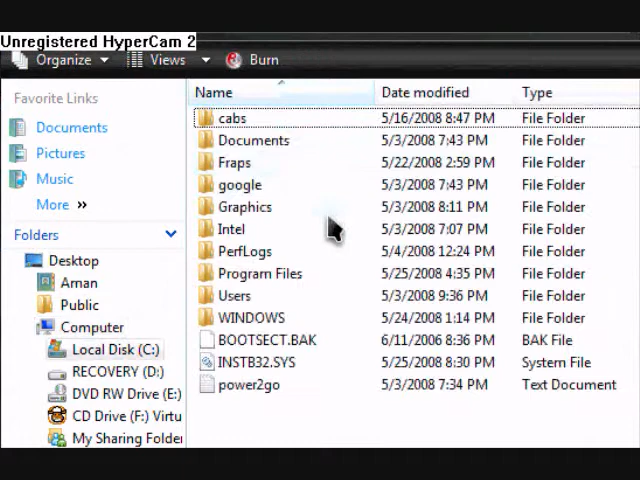 Unregistered HyperCam 2
Organize Views Burn
Favorite Links
Documents
Pictures
Music
More »
Folders
Desktop
Arnan
Public
Computer
Local Disk (C:)
RECOVERY (D:)
DVD RW Drive (E:)
CD Drive (F:) Virtu
My Sharing Folder
Name Date modified Type
cabs 5/16/2008 8:47 PM File Folder
Documents 5/3/2008 7:43 PM File Folder
Fraps 5/22/2008 2:59 PM File Folder
google 5/3/2008 7:43 PM File Folder
Graphics 5/3/2008 8:11 PM File Folder
Intel 5/3/2008 7:07 PM File Folder
PerfLogs 5/4/2008 12:24 PM File Folder
Program Files 5/25/2008 4:35 PM File Folder
Users 5/3/2008 9:36 PM File Folder
WINDOWS 5/24/2008 1:14 PM File Folder
BOOTSECT.BAK 6/11/2006 8:36 PM BAK File
INSTB32.SYS 5/25/2008 8:30 PM System File
power2go 5/3/2008 7:34 PM Text Document